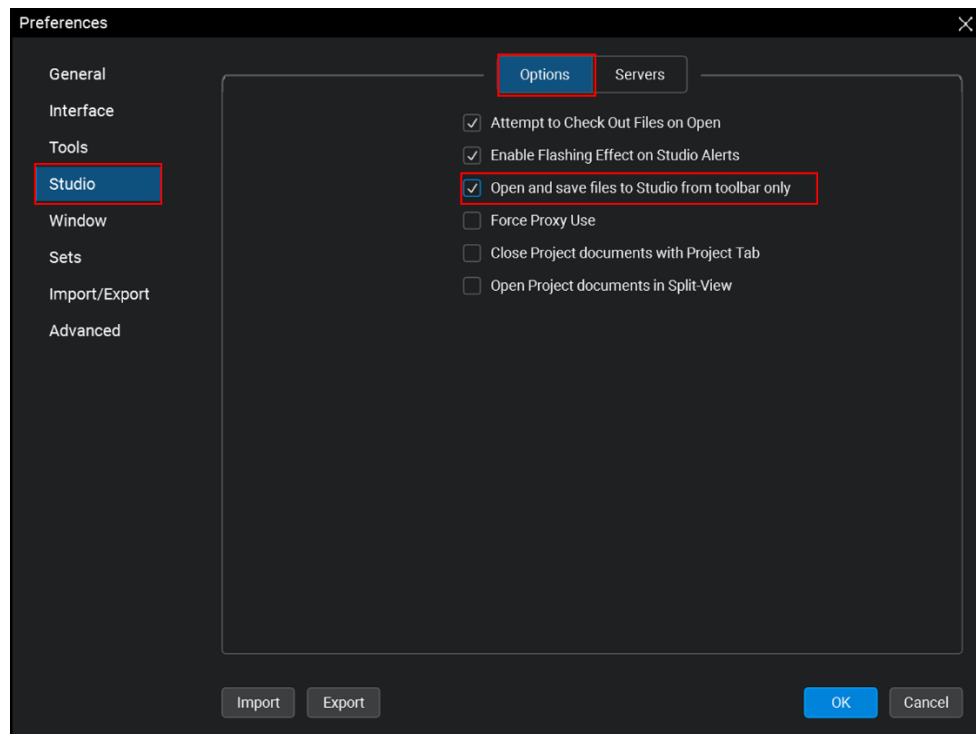 Preferences
General
Interface
Tools
Studio
Window
Sets
Import/Export
Advanced
Options
Servers
Attempt to Check Out Files on Open
Enable Flashing Effect on Studio Alerts
Open and save files to Studio from toolbar only
Force Proxy Use
Close Project documents with Project Tab
Open Project documents in Split-View
Import
Export
OK
Cancel